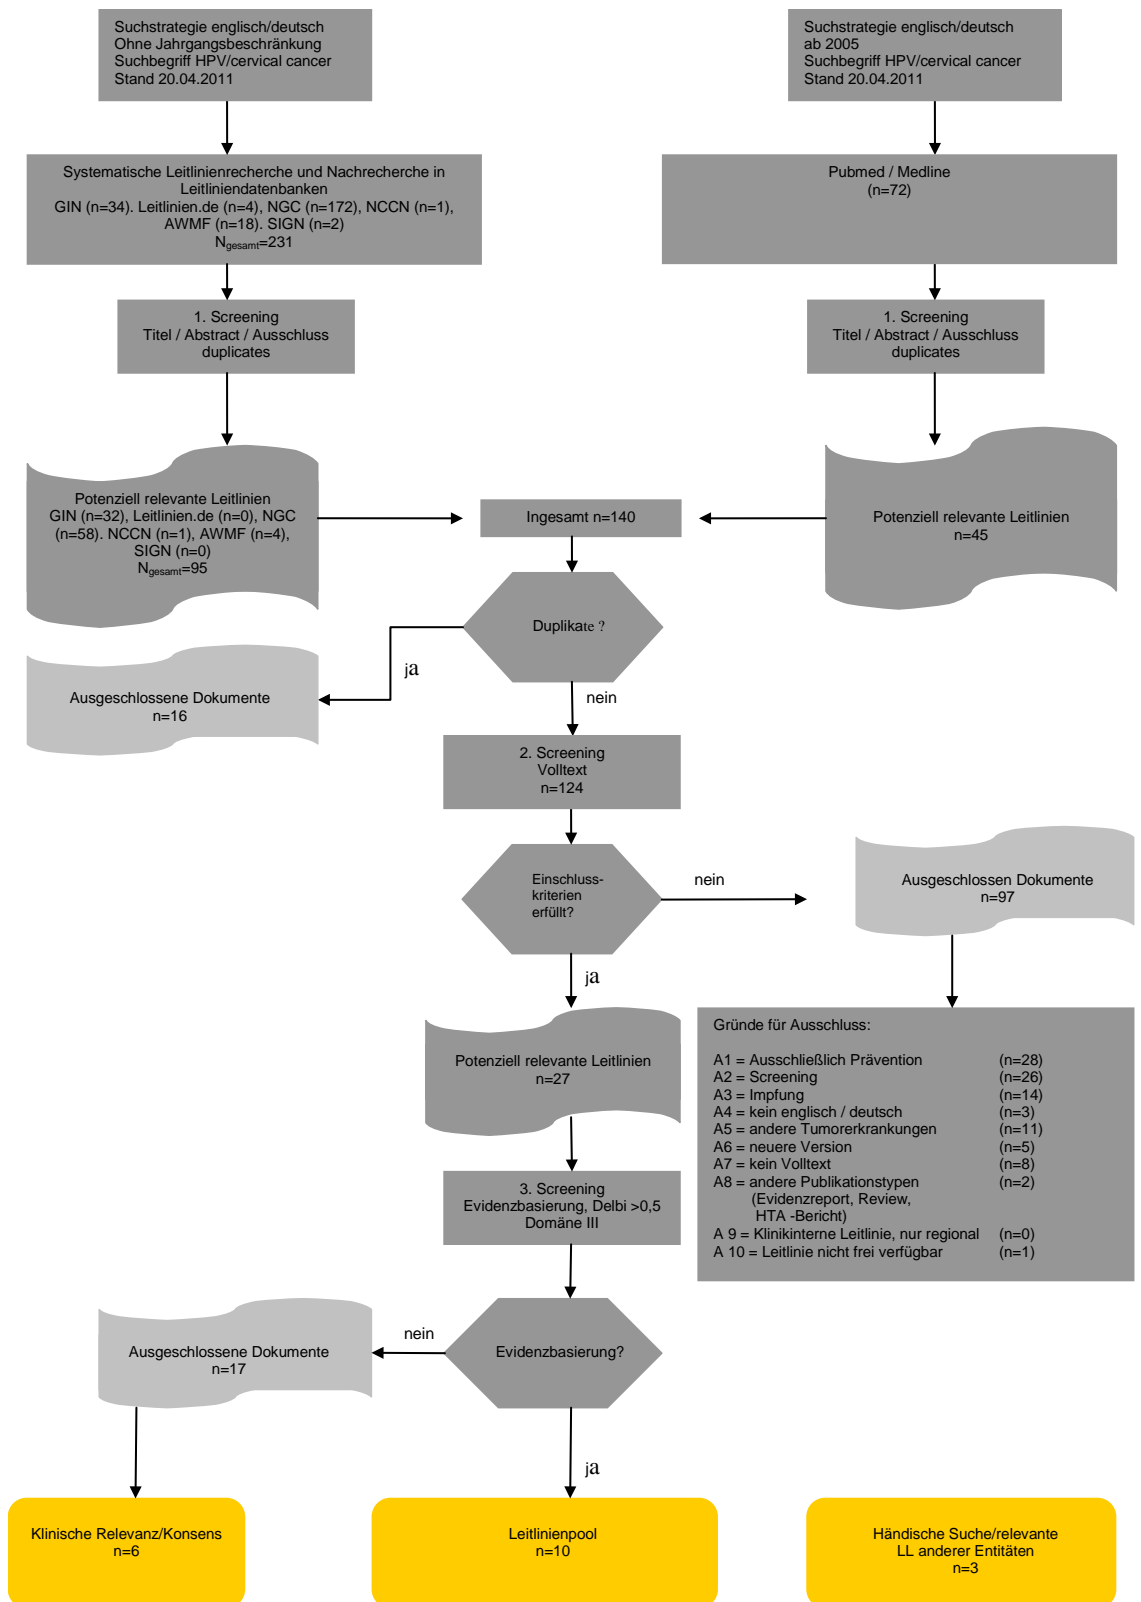 Suchstrategie englisch/deutsch
Ohne Jahrgangsbeschränkung
Suchbegriff HPV/cervical cancer
Stand 20.04.2011
Suchstrategie englisch/deutsch
ab 2005
Suchbegriff HPV/cervical cancer
Stand 20.04.2011
Systematische Leitlinienrecherche und Nachrecherche in
Leitliniendatenbanken
GIN (n=34). Leitlinien.de (n=4), NGC (n=172), NCCN (n=1),
AWMF (n=18). SIGN (n=2)
Ngesamt=231
Pubmed / Medline
(n=72)
1. Screening
Titel / Abstract / Ausschluss
duplicates
1. Screening
Titel / Abstract / Ausschluss
duplicates
Potenziell relevante Leitlinien
GIN (n=32), Leitlinien.de (n=0), NGC
(n=58). NCCN (n=1), AWMF (n=4),
SIGN (n=0)
Ngesamt=95
Ingesamt n=140
Potenziell relevante Leitlinien
n=45
Duplikate ?
ja
nein
Ausgeschlossene Dokumente
n=16
2. Screening
Volltext
n=124
Einschluss-
kriterien
erfüllt?
nein
ja
Ausgeschlossen Dokumente
n=97
Potenziell relevante Leitlinien
n=27
Gründe für Ausschluss:
A1 = Ausschließlich Prävention (n=28)
A2 = Screening (n=26)
A3 = Impfung (n=14)
A4 = kein englisch / deutsch (n=3)
A5 = andere Tumorerkrankungen (n=11)
A6 = neuere Version (n=5)
A7 = kein Volltext (n=8)
A8 = andere Publikationstypen (n=2)
(Evidenzreport, Review,
HTA -Bericht)
A 9 = Klinikinterne Leitlinie, nur regional (n=0)
A 10 = Leitlinie nicht frei verfügbar (n=1)
3. Screening
Evidenzbasierung, Delbi >0,5
Domäne III
Evidenzbasierung?
nein
ja
Ausgeschlossene Dokumente
n=17
Klinische Relevanz/Konsens
n=6
Leitlinienpool
n=10
Händische Suche/relevante
LL anderer Entitäten
n=3